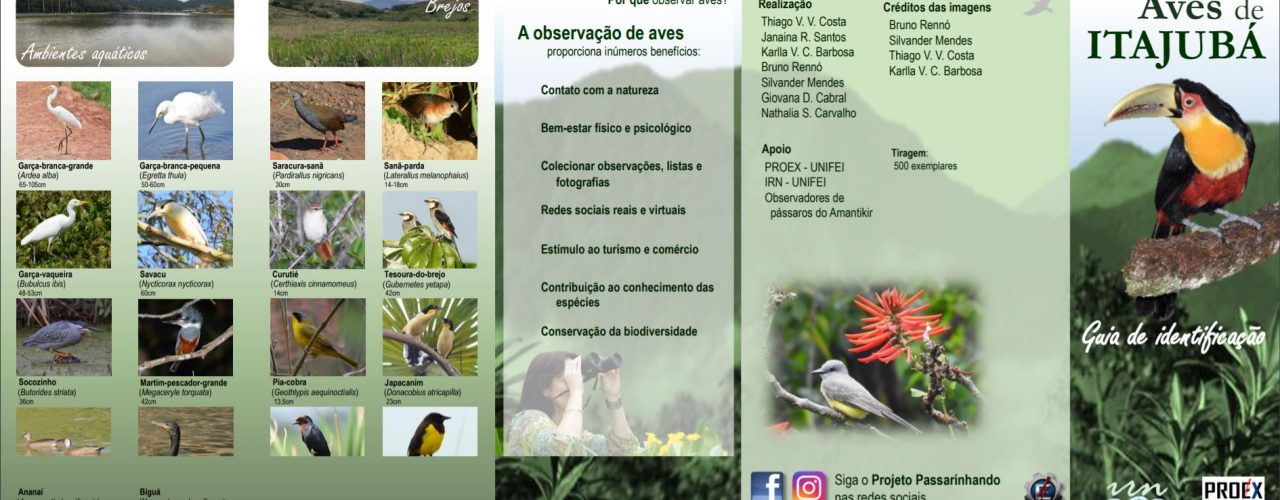 Ambientes aquáticos
Brejos
Garça-branca-grande
(Ardea alba)
65-105cm
Garça-branca-pequena
(Egretta thula)
50-60cm
Saracura-sanã
(Pardirallus nigricans)
30cm
Sanã-parda
(Laterallus melanophaius)
14-18cm
Garça-vaqueira
(Bubulcus ibis)
48-53cm
Savacu
(Nycticorax nycticorax)
60cm
Curutié
(Certhiaxis cinnamomeus)
14cm
Tesoura-do-brejo
(Gubernetes yetapa)
42cm
Socozinho
(Butorides striata)
36cm
Martim-pescador-grande
(Megaceryle torquata)
42cm
Pia-cobra
(Geothlypis aequinoctialis)
13,5cm
Japacanim
(Donacobius atricapilla)
23cm
Ananaí
Biguá
Por que observar aves?
A observação de aves
proporciona inúmeros benefícios:
Contato com a natureza
Bem-estar físico e psicológico
Colecionar observações, listas e
fotografias
Redes sociais reais e virtuais
Estímulo ao turismo e comércio
Contribuição ao conhecimento das
espécies
Conservação da biodiversidade
Realização
Thiago V. V. Costa
Janaina R. Santos
Karlla V. C. Barbosa
Bruno Rennó
Silvander Mendes
Giovana D. Cabral
Nathalia S. Carvalho
Créditos das imagens
Bruno Rennó
Silvander Mendes
Thiago V. V. Costa
Karlla V. C. Barbosa
Apoio
PROEX - UNIFEI
IRN - UNIFEI
Observadores de
pássaros do Amantikir
Tiragem:
500 exemplares
Siga o Projeto Passarinhando
nas redes sociais
Aves de
ITAJUBÁ
Guia de identificação
irn
PROEX